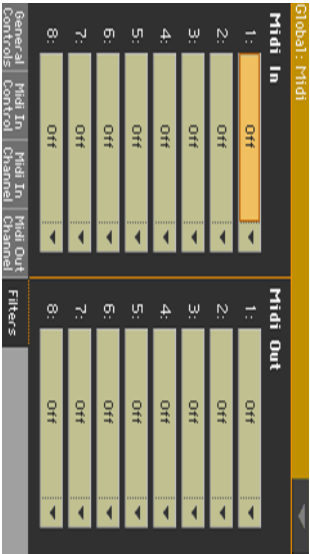 Global: Midi
Midi In
1: Off
2: Off
3: Off
4: Off
5: Off
6: Off
7: Off
8: Off
Midi Out
1: Off
2: Off
3: Off
4: Off
5: Off
6: Off
7: Off
8: Off
General
Controls
Midi In
Control
Midi In
Channel
Midi Out
Channel
Filters